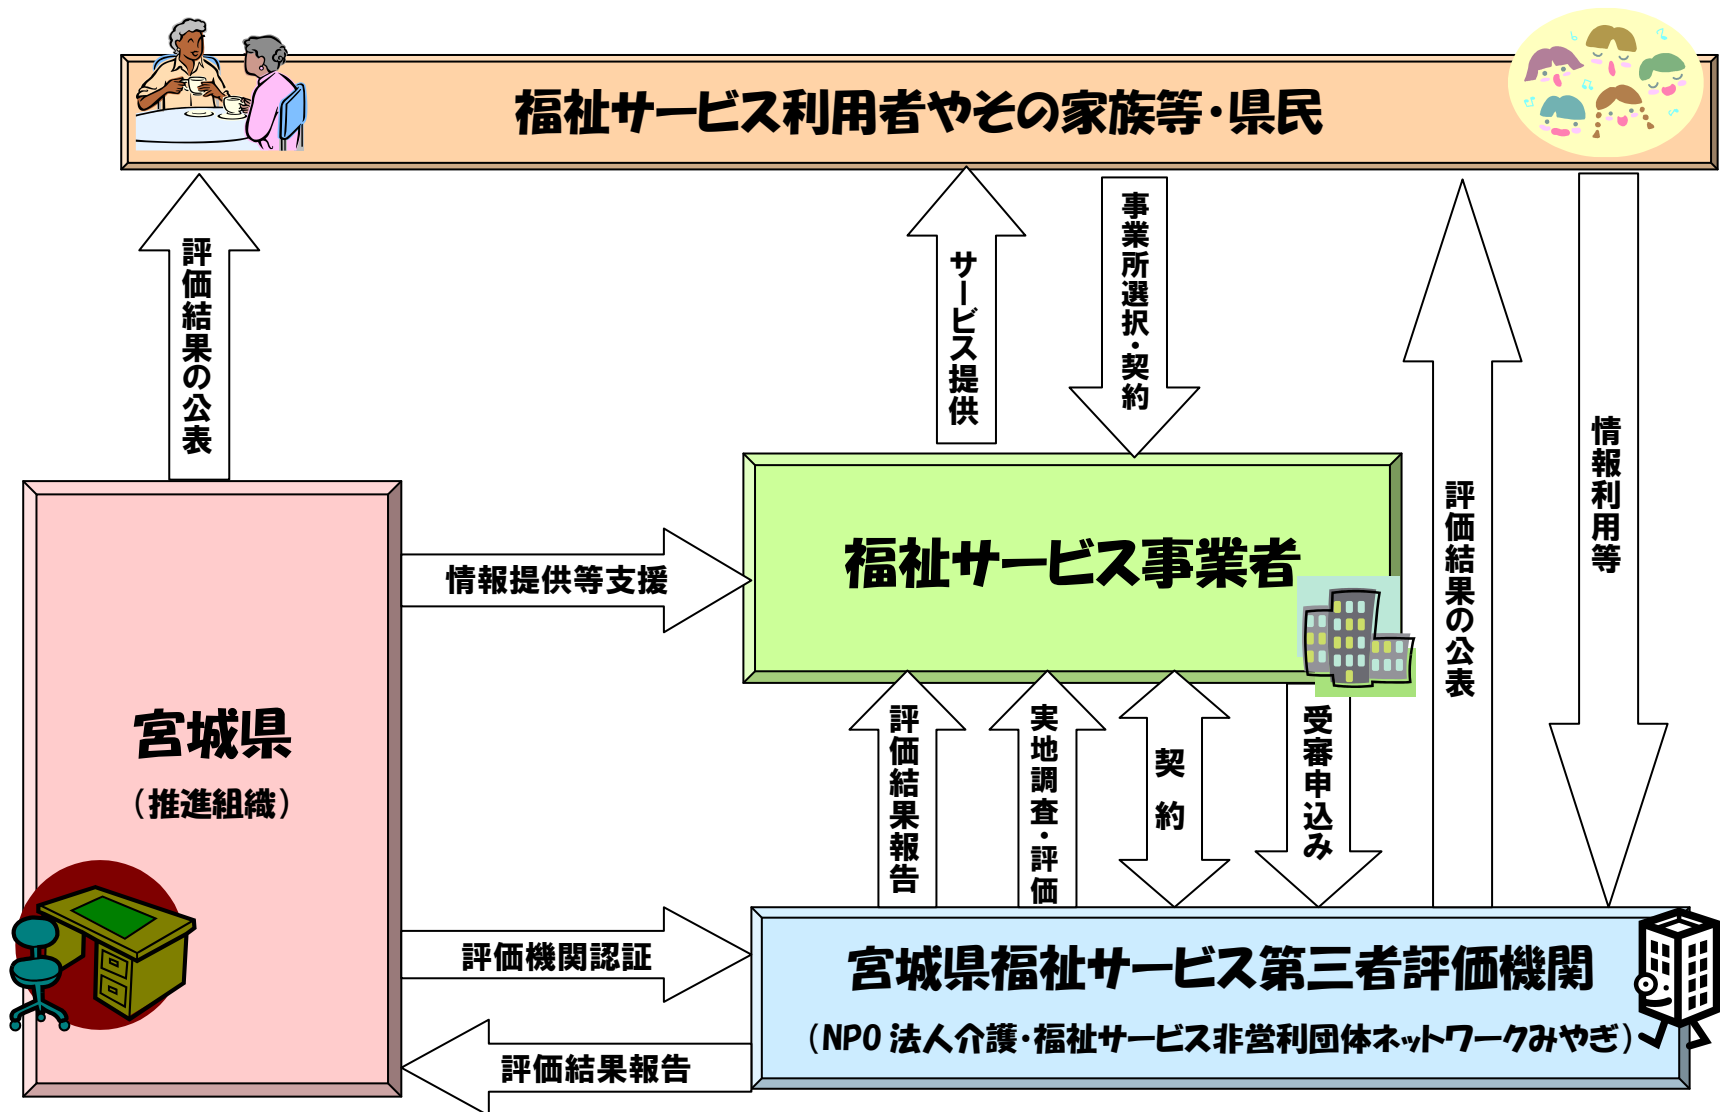 福祉サービス利用者やその家族等・県民
評価結果の公表
サービス提供
事業所選択・契約
評価結果の公表
情報利用等
福祉サービス事業者
情報提供等支援
宮城県
（推進組織）
評価結果報告
実地調査・評価
契約
受審申込み
評価機関認証
評価結果報告
宮城県福祉サービス第三者評価機関
（NPO 法人介護・福祉サービス非営利団体ネットワークみやぎ）